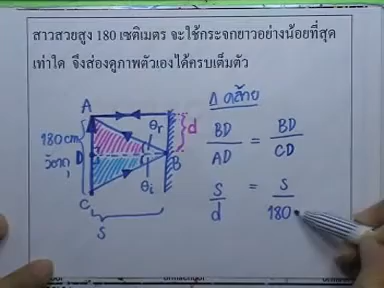 สาวสวยสูง 180 เซติเมตร จะใช้กระจกยาวอย่างน้อยที่สุด
เท่าใด จึงส่องดูภาพตัวเองได้ครบเต็มตัว
Δ คล้าย
A
θr
d
180 cm
วัตถุ
D
B
θi
C
S
BD = BD
AD CD
S = S
d 180